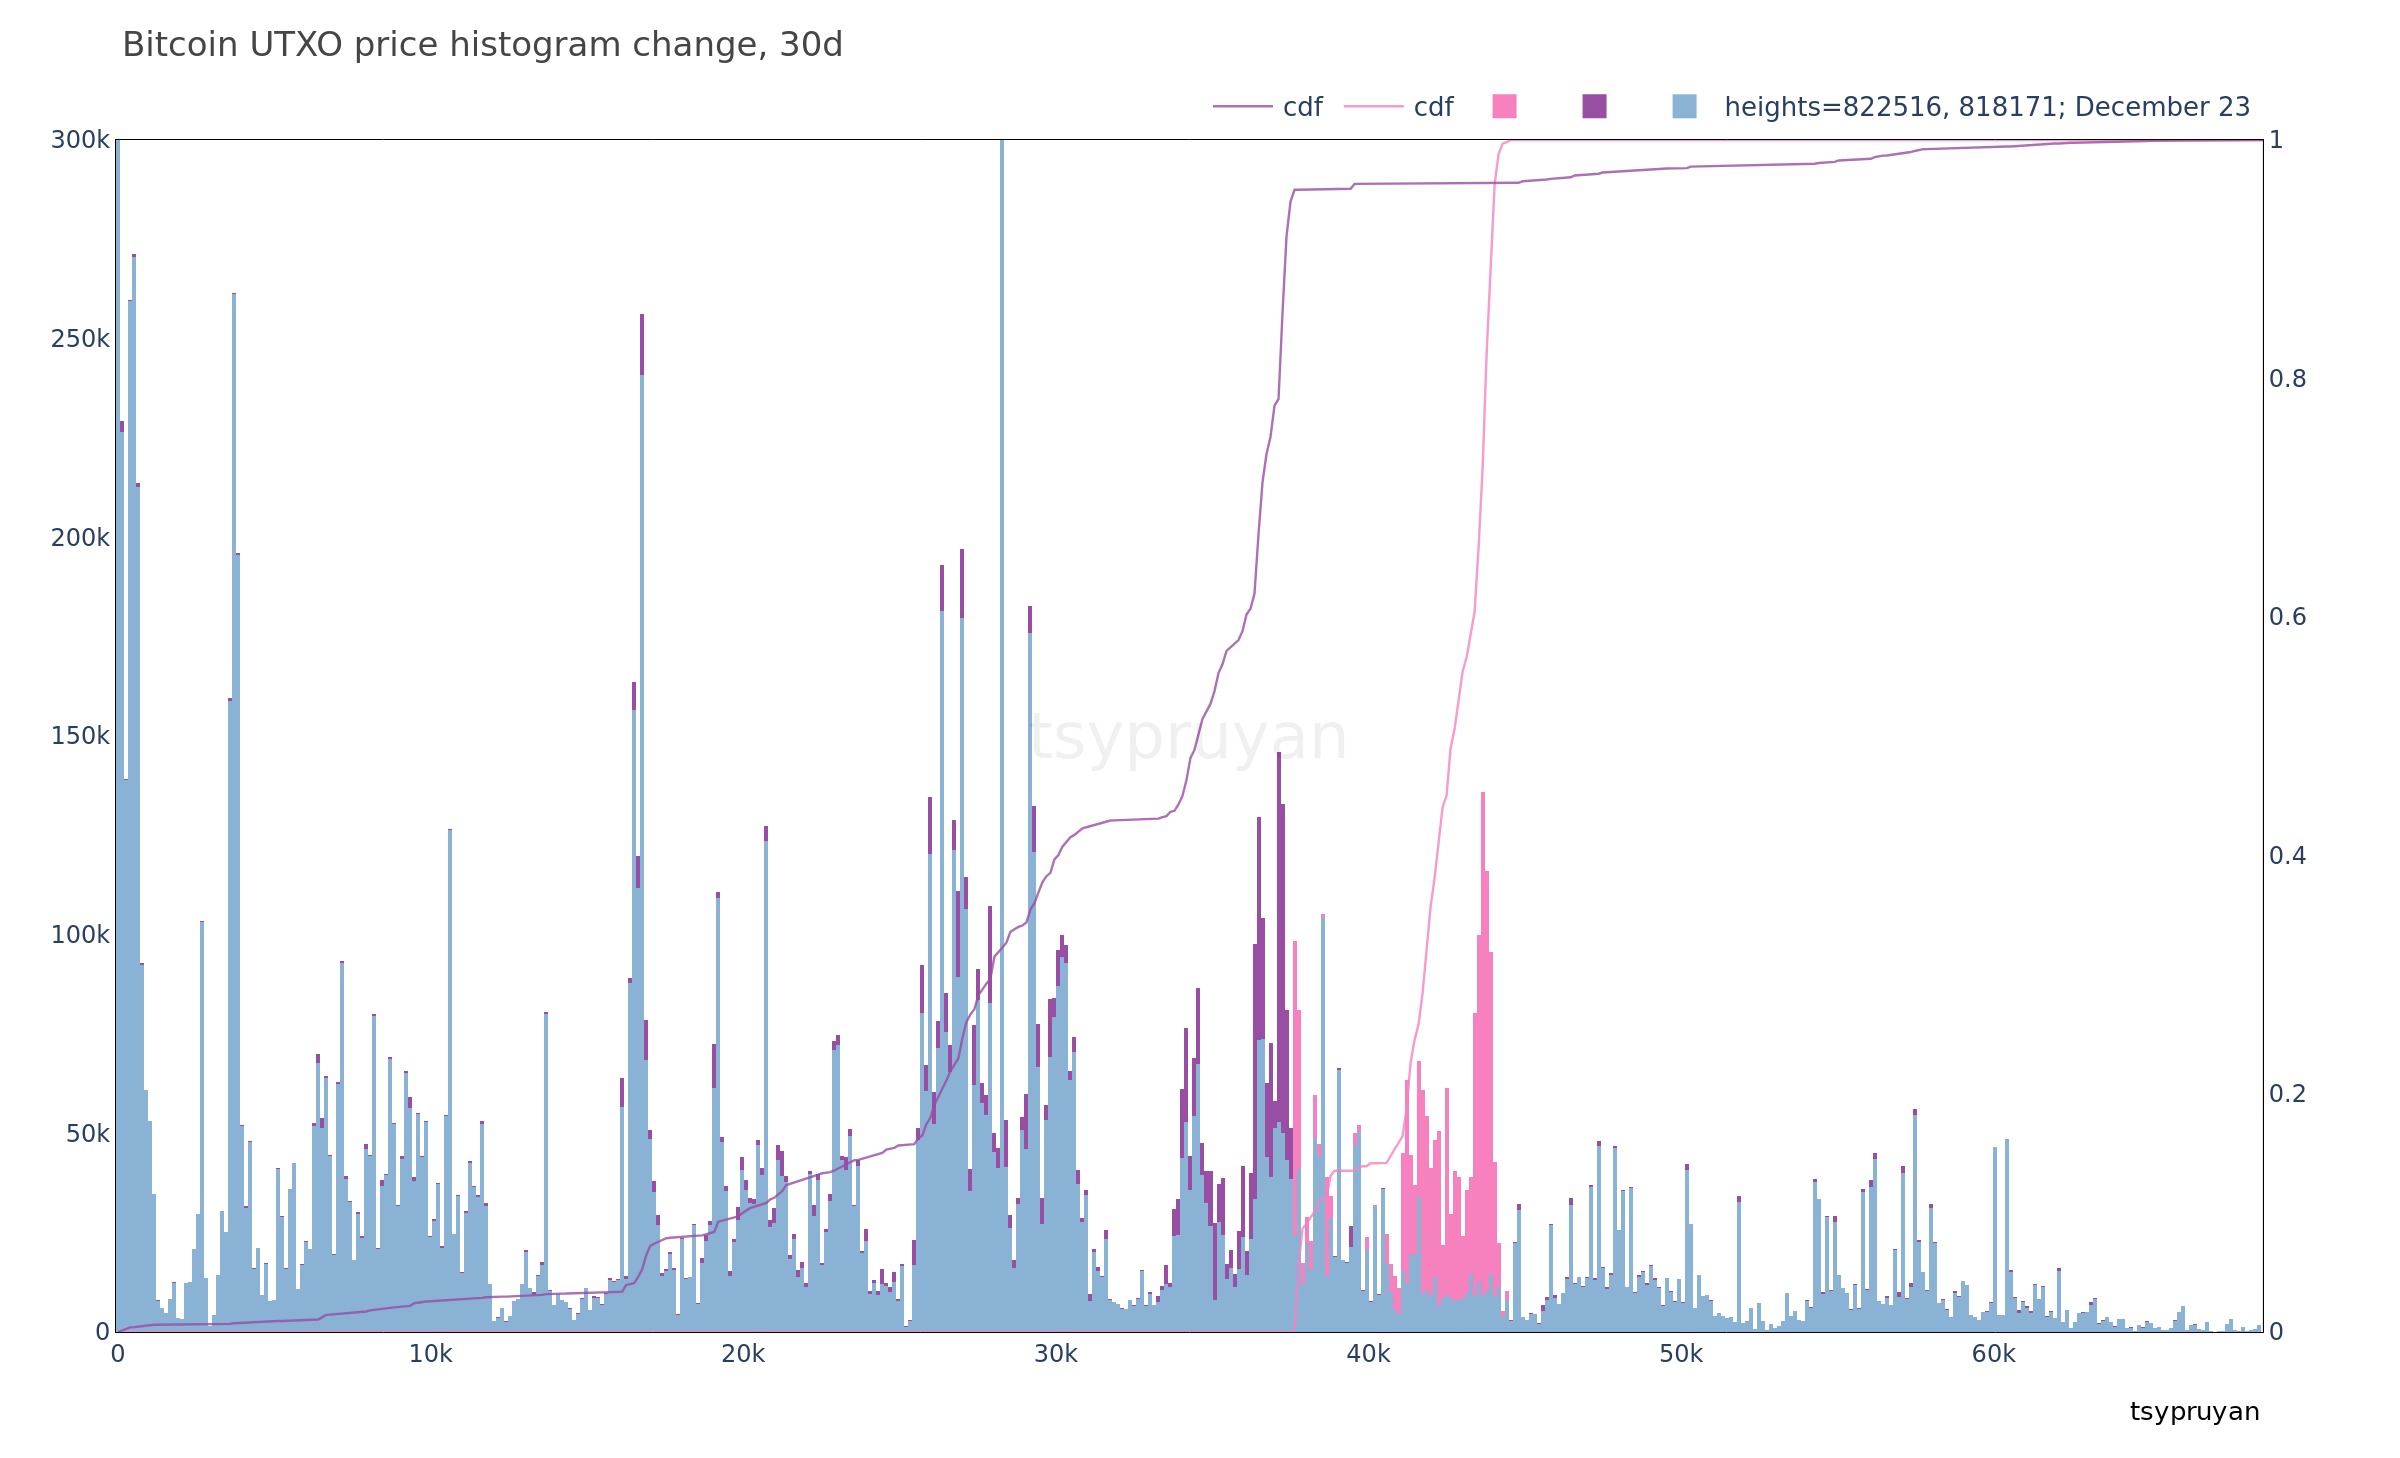 Bitcoin UTXO price histogram change, 30d
cdf cdf heights=822516, 818171; December 23
300k 1
250k
0.8
200k
0.6
150k
tsypruyan
0.4
100k
0.2
50k
0 0
0 10k 20k 30k 40k 50k 60k
tsypruyan